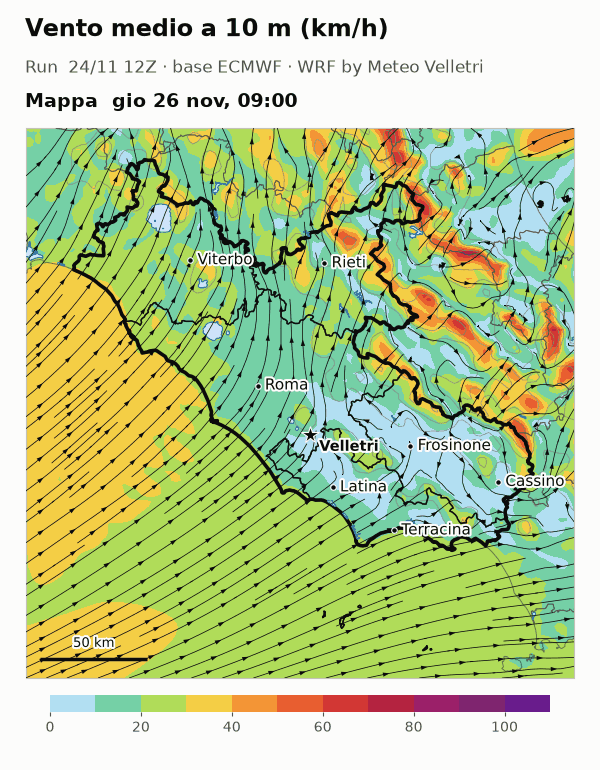 Vento medio a 10 m (km/h)
Run 24/11 12Z · base ECMWF · WRF by Meteo Velletri
Mappa gio 26 nov, 09:00
Viterbo
Rieti
Roma
Velletri
Frosinone
Latina
Cassino
Terracina
50 km
0 20 40 60 80 100